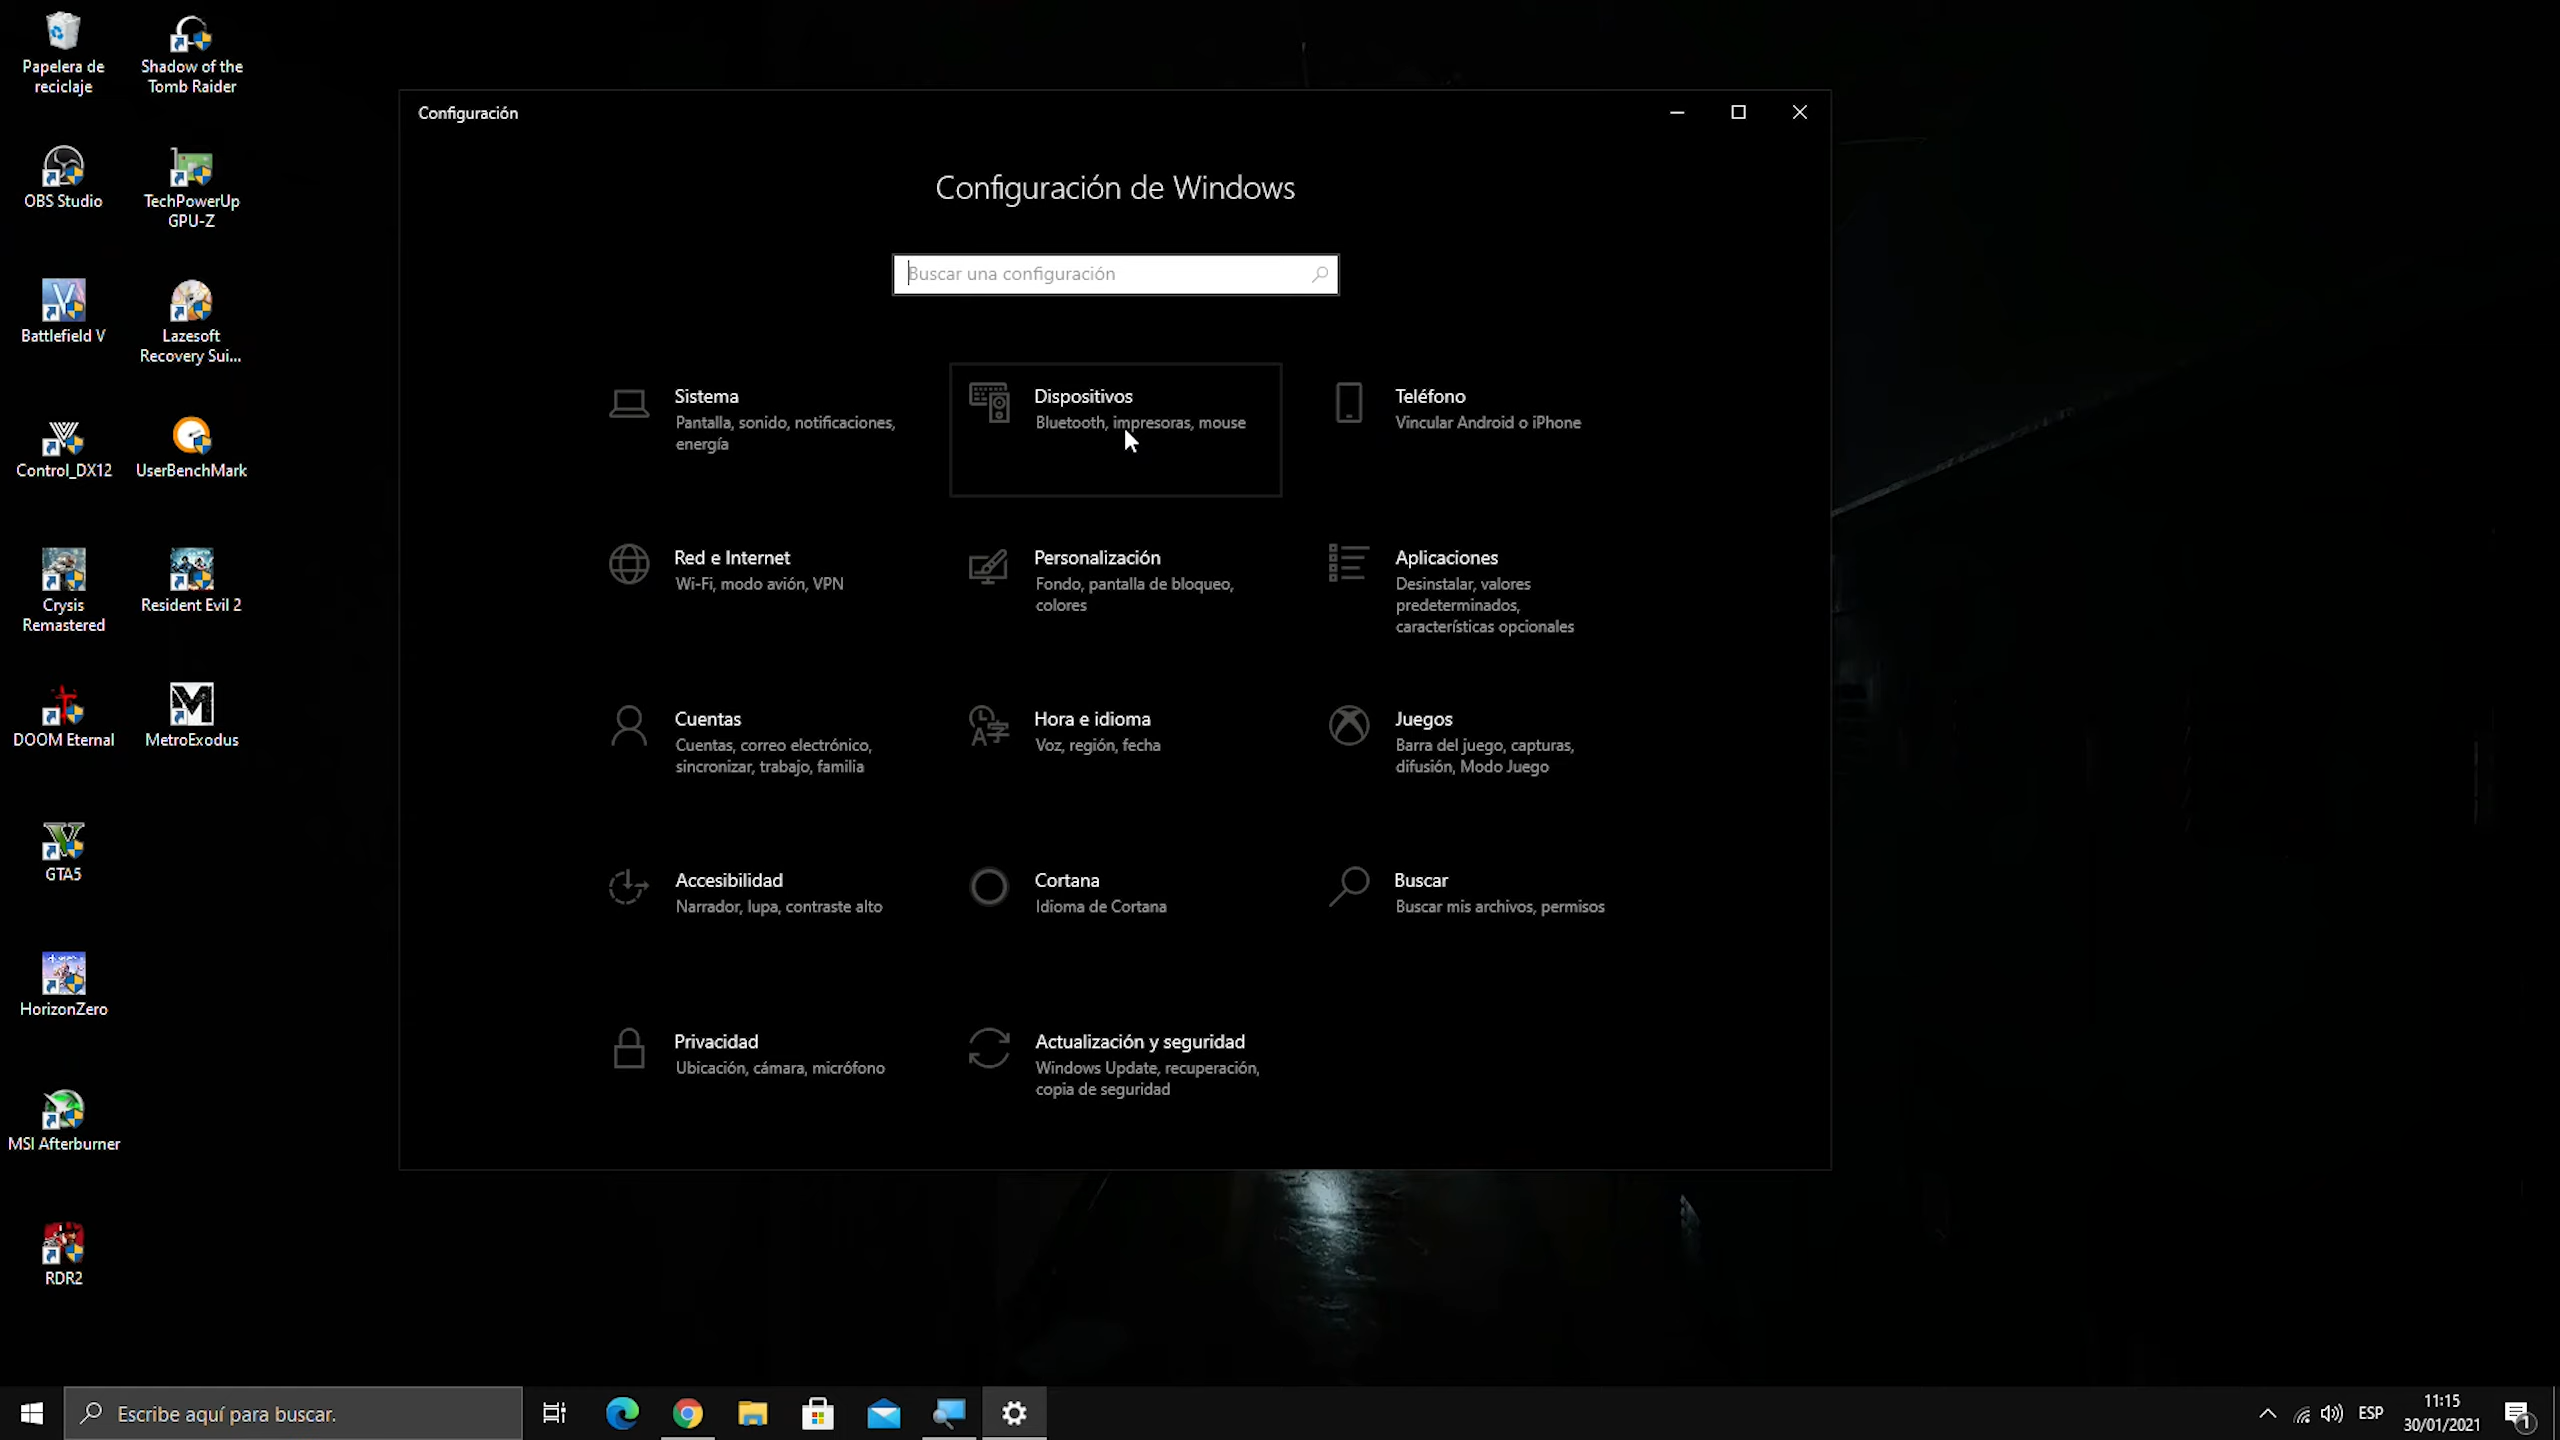 Papelera de
reciclaje
Shadow of the
Tomb Raider
OBS Studio
TechPowerUp
GPU-Z
Battlefield V
Lazesoft
Recovery Sui...
Control_DX12
UserBenchMark
Crysis
Remastered
Resident Evil 2
DOOM Eternal
MetroExodus
GTA5
HorizonZero
MSI Afterburner
RDR2
Configuración
Configuración de Windows
Buscar una configuración
Sistema
Pantalla, sonido, notificaciones,
energía
Dispositivos
Bluetooth, impresoras, mouse
Teléfono
Vincular Android o iPhone
Red e Internet
Wi-Fi, modo avión, VPN
Personalización
Fondo, pantalla de bloqueo,
colores
Aplicaciones
Desinstalar, valores
predeterminados,
características opcionales
Cuentas
Cuentas, correo electrónico,
sincronizar, trabajo, familia
Hora e idioma
Voz, región, fecha
Juegos
Barra del juego, capturas,
difusión, Modo Juego
Accesibilidad
Narrador, lupa, contraste alto
Cortana
Idioma de Cortana
Buscar
Buscar mis archivos, permisos
Privacidad
Ubicación, cámara, micrófono
Actualización y seguridad
Windows Update, recuperación,
copia de seguridad
Escribe aquí para buscar.
ESP
11:15
30/01/2021
1